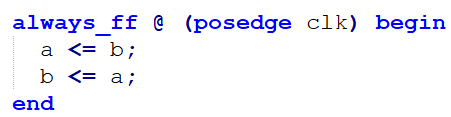 always_ff @ (posedge clk) begin
  a <= b;
  b <= a;
end